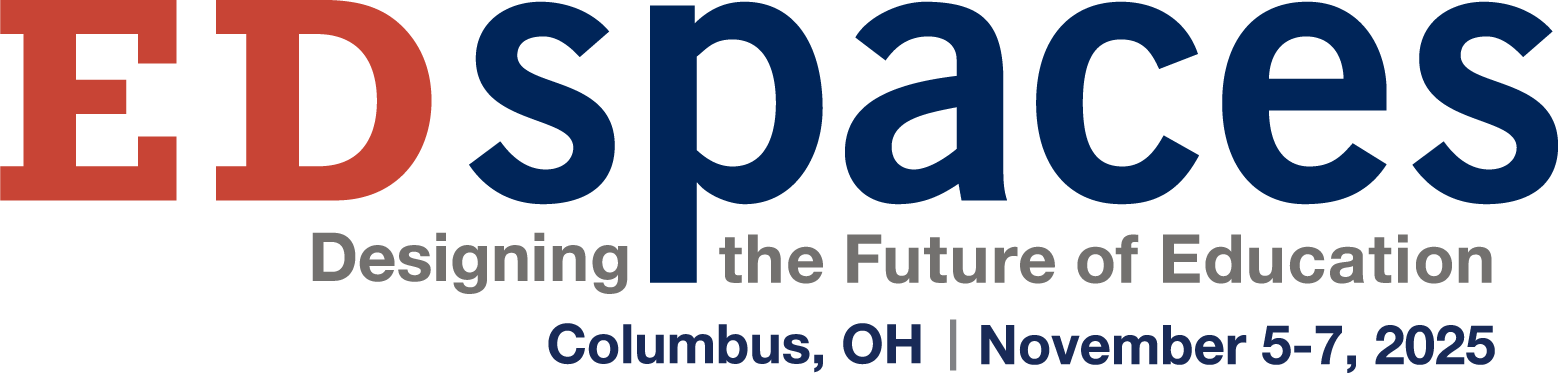 EDspaces
Designing the Future of Education
Columbus, OH | November 5-7, 2025